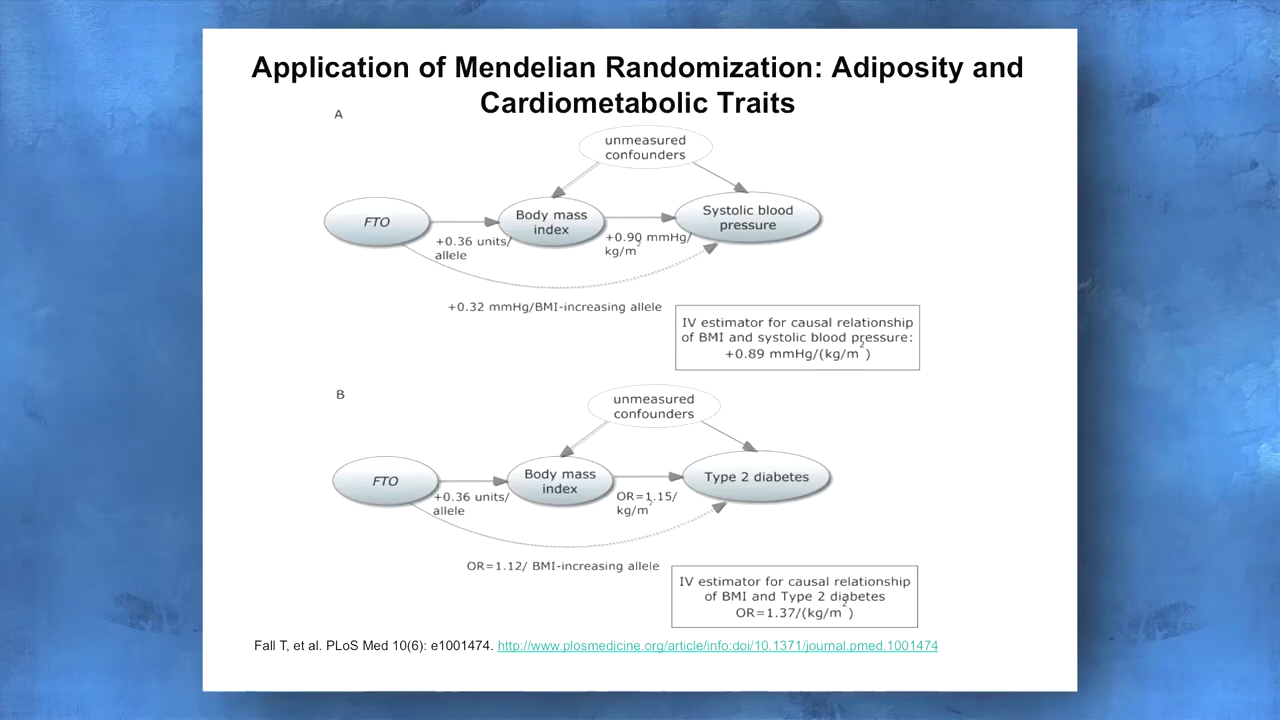 Application of Mendelian Randomization: Adiposity and
Cardiometabolic Traits
A
unmeasured
confounders
FTO
Body mass
index
Systolic blood
pressure
+0.36 units/
allele
+0.90 mmHg/
kg/m²
+0.32 mmHg/BMI-increasing allele
IV estimator for causal relationship
of BMI and systolic blood pressure:
+0.89 mmHg/(kg/m²)
B
unmeasured
confounders
FTO
Body mass
index
Type 2 diabetes
+0.36 units/
allele
OR=1.15/
kg/m²
OR=1.12/ BMI-increasing allele
IV estimator for causal relationship
of BMI and Type 2 diabetes
OR=1.37/(kg/m²)
Fall T, et al. PLoS Med 10(6): e1001474. http://www.plosmedicine.org/article/info:doi/10.1371/journal.pmed.1001474